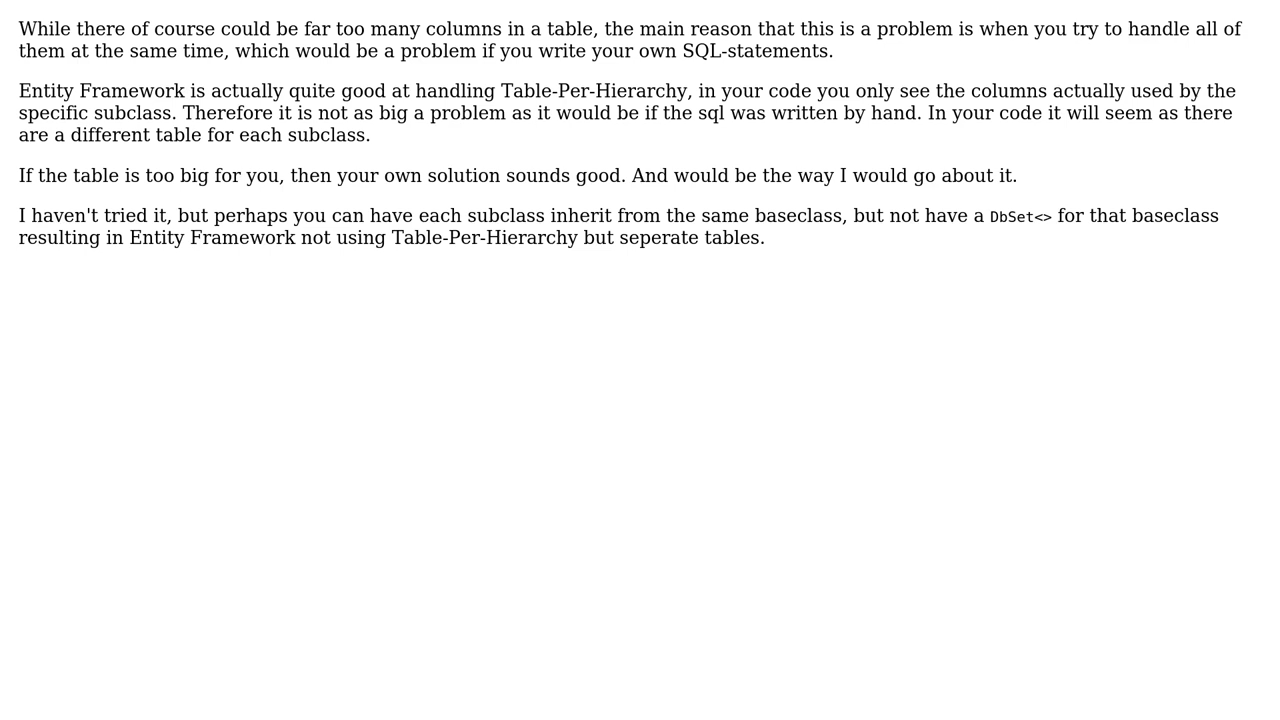 While there of course could be far too many columns in a table, the main reason that this is a problem is when you try to handle all of
them at the same time, which would be a problem if you write your own SQL-statements.
Entity Framework is actually quite good at handling Table-Per-Hierarchy, in your code you only see the columns actually used by the
specific subclass. Therefore it is not as big a problem as it would be if the sql was written by hand. In your code it will seem as there
are a different table for each subclass.
If the table is too big for you, then your own solution sounds good. And would be the way I would go about it.
I haven't tried it, but perhaps you can have each subclass inherit from the same baseclass, but not have a DbSet<> for that baseclass
resulting in Entity Framework not using Table-Per-Hierarchy but seperate tables.